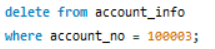 delete from account_info
where account_no = 100003;